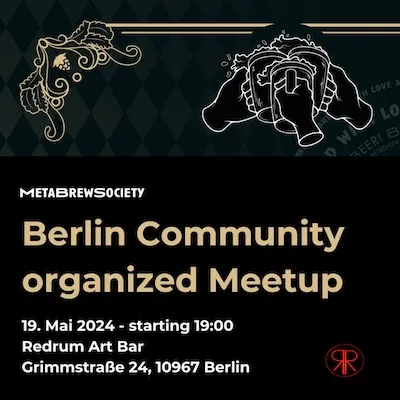 METABREWSOCIETY
Berlin Community
organized Meetup
19. Mai 2024 - starting 19:00
Redrum Art Bar
Grimmstraße 24, 10967 Berlin